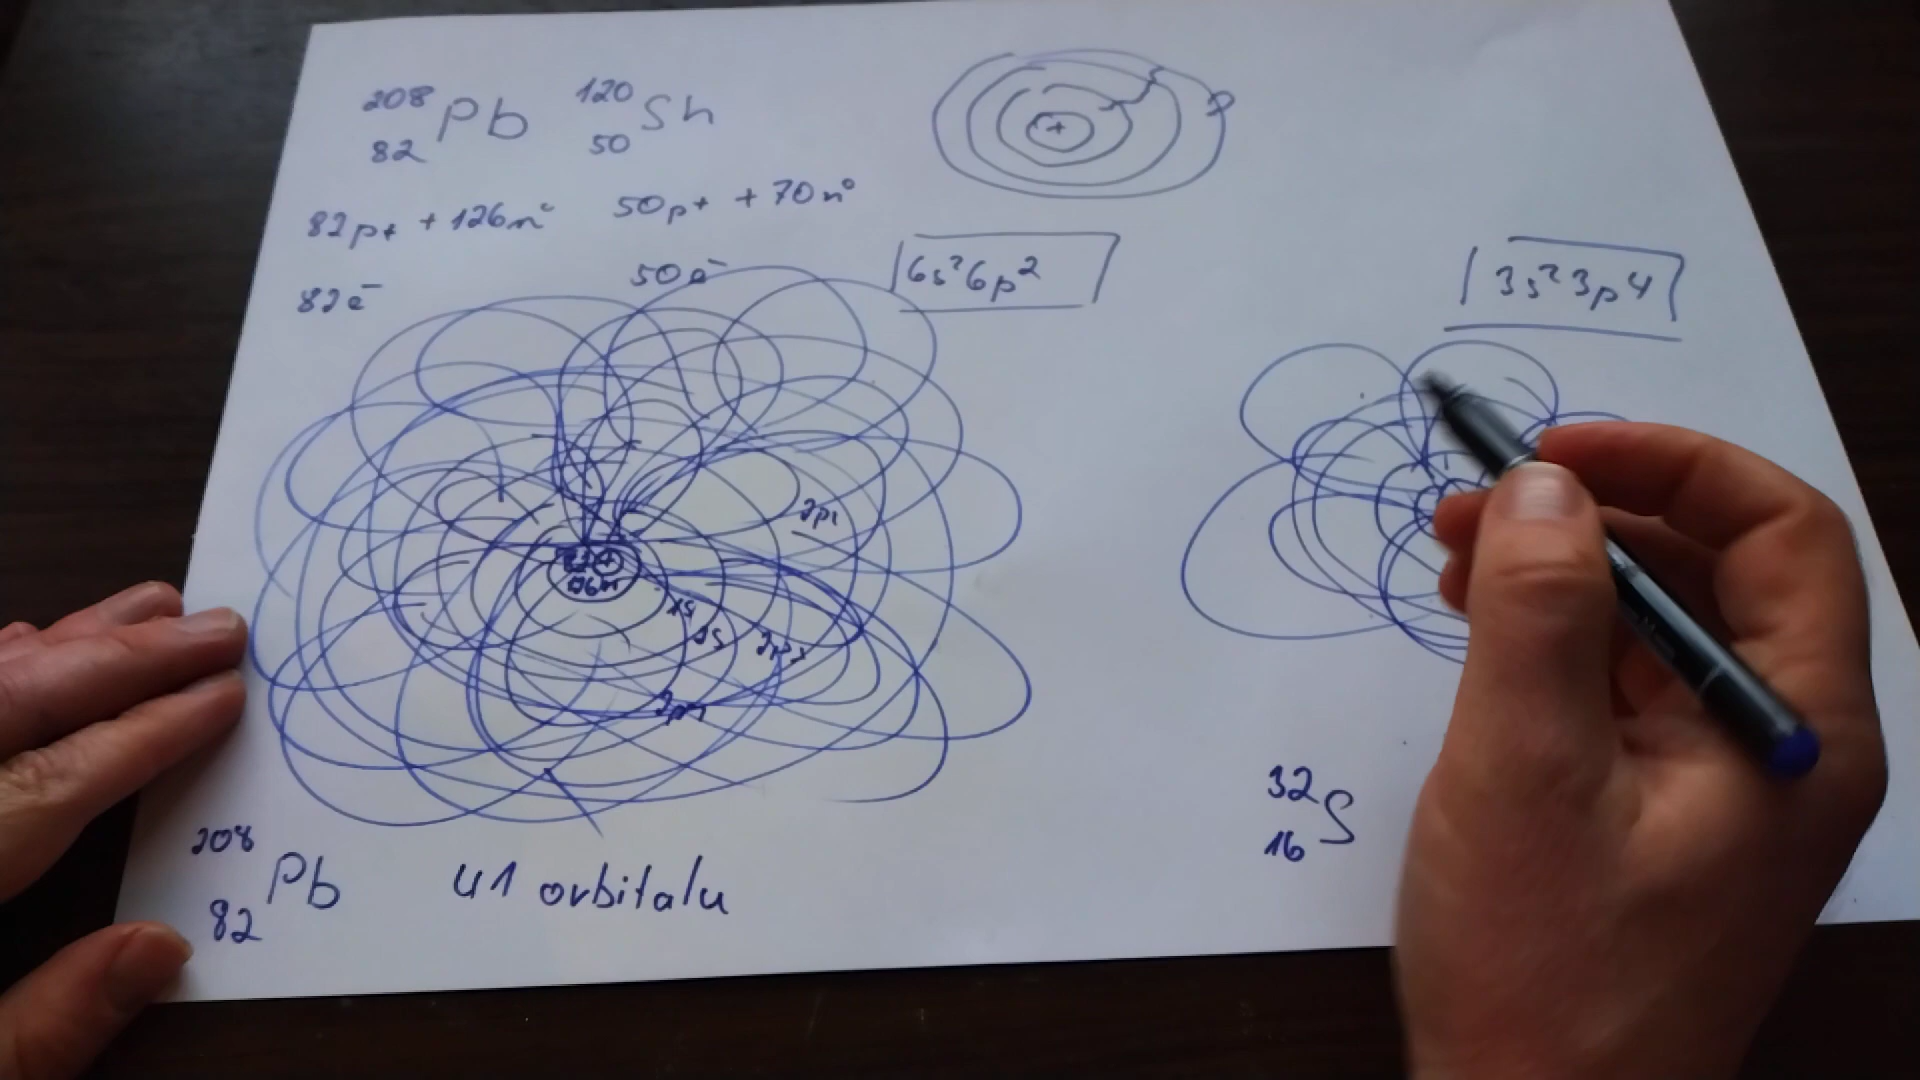 208 Pb 120 Sn
82 50
82p+ + 126n° 50p+ + 70n°
82e- 50e-
6s²6p²
3s²3p4
2p1
1s
2s
208
82 Pb
41 orbitalu
32
16 S